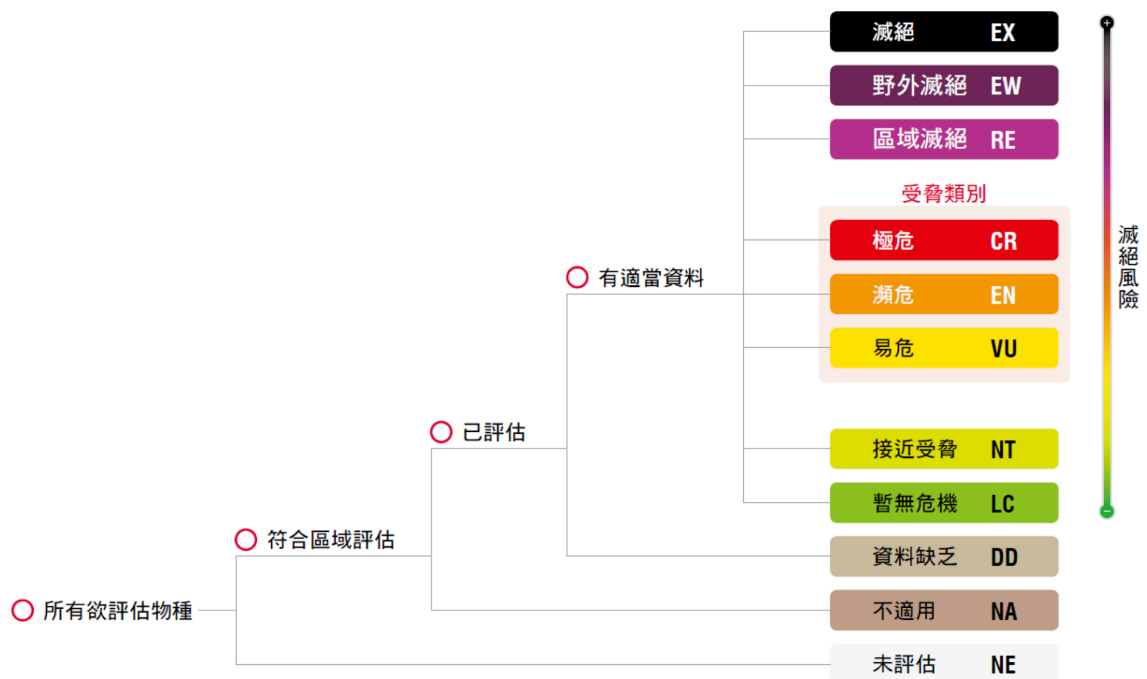 滅絕 EX
野外滅絕 EW
區域滅絕 RE
受脅類別
極危 CR
瀕危 EN
易危 VU
接近受脅 NT
暫無危機 LC
資料缺乏 DD
不適用 NA
未評估 NE
滅絕風險
有適當資料
已評估
符合區域評估
所有欲評估物種